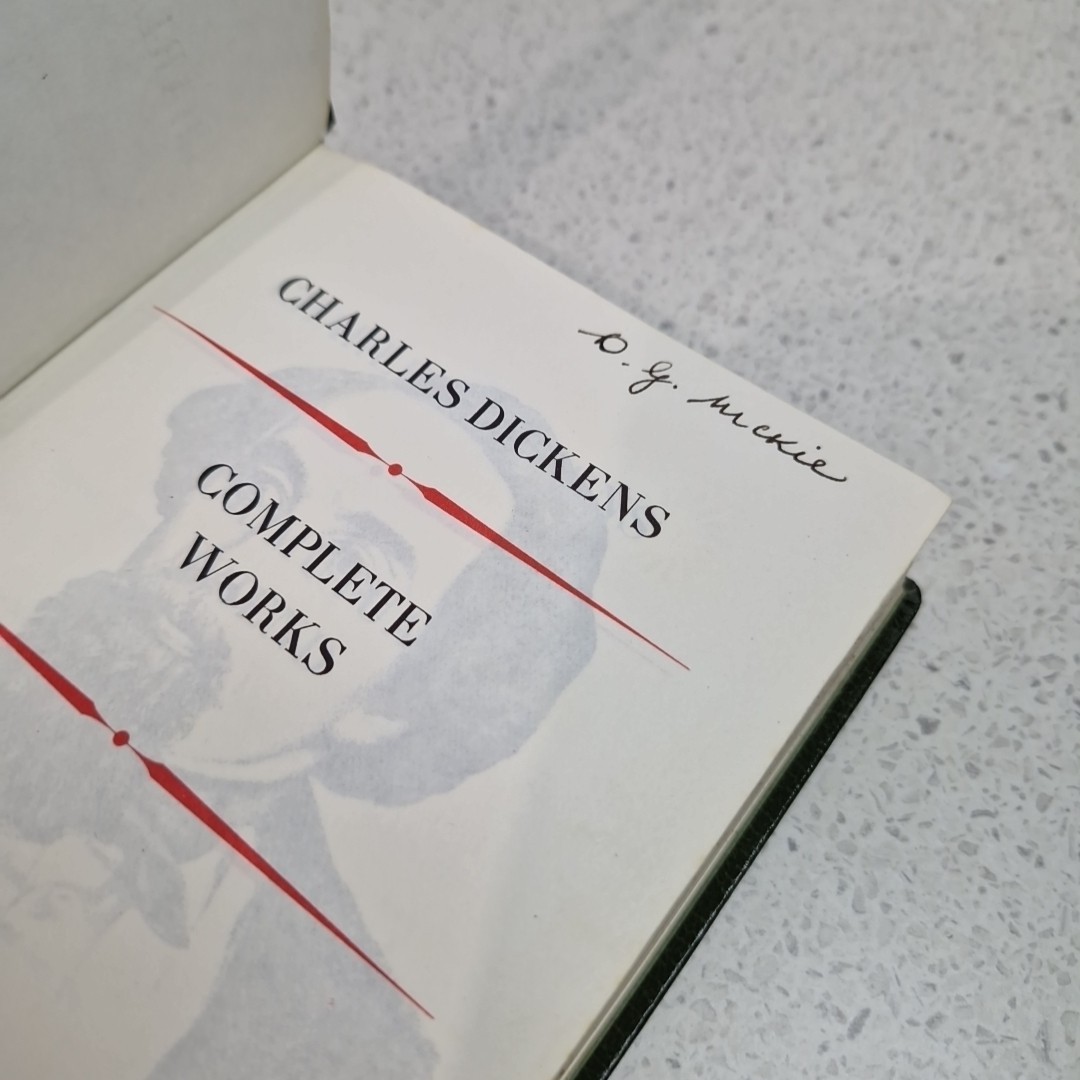 D. G. Mckie
CHARLES DICKENS
COMPLETE
WORKS